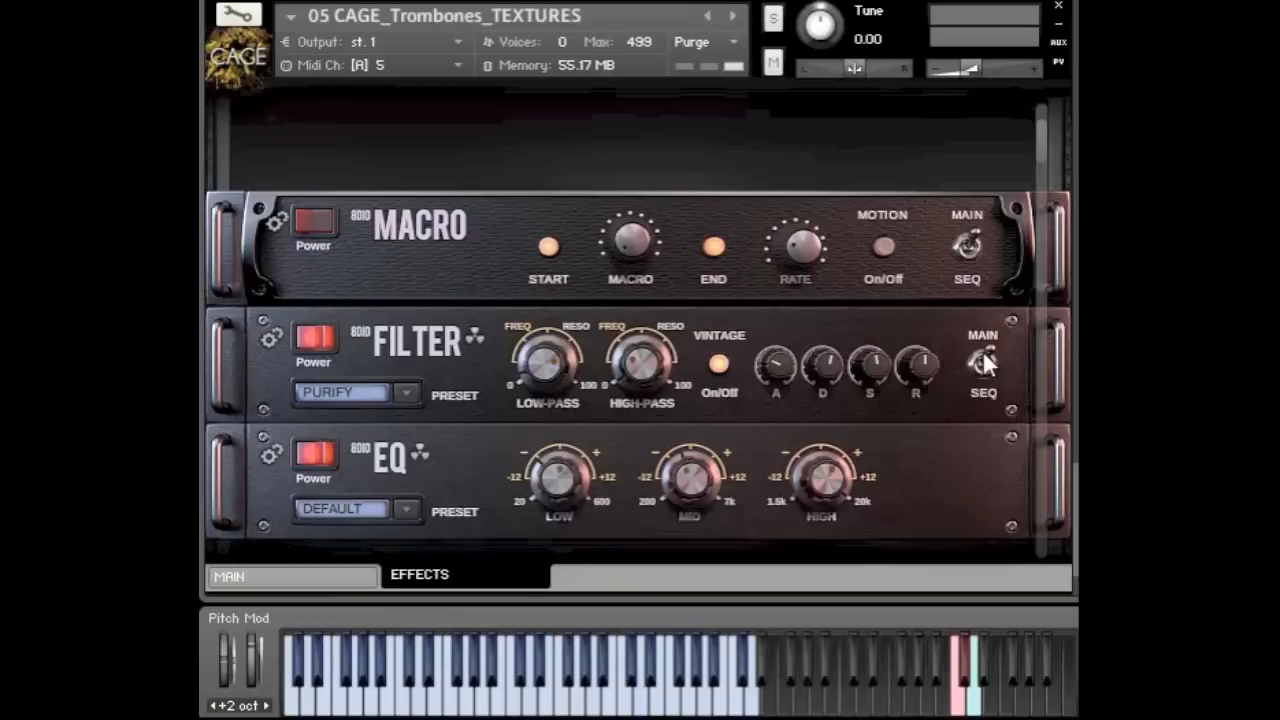 05 CAGE_Trombones_TEXTURES
Output: st. 1 Voices: 0 Max: 499 Purge
Midi Ch: [A] 5 Memory: 55.17 MB
CAGE
S
M
Tune
0.00
L R
- +
AUX
PV
8DIO MACRO
Power
START MACRO END RATE
MOTION
On/Off
MAIN
SEQ
8DIO FILTER
Power
PURIFY PRESET
FREQ RESO FREQ RESO
0 100 0 100
LOW-PASS HIGH-PASS
VINTAGE
On/Off
A D S R
MAIN
SEQ
8DIO EQ
Power
DEFAULT PRESET
- + - + - +
-12 +12 -12 +12 -12 +12
20 600 200 7k 1.5k 20k
LOW MID HIGH
MAIN EFFECTS
Pitch Mod
+2 oct